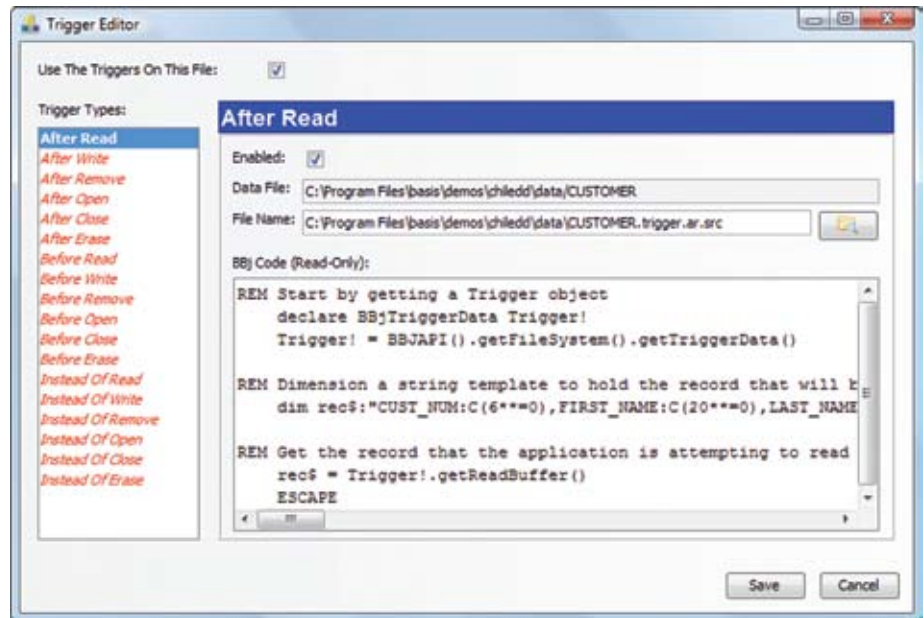 Trigger Editor
Use The Triggers On This File:
Trigger Types:
After Read
After Write
After Remove
After Open
After Close
After Erase
Before Read
Before Write
Before Remove
Before Open
Before Close
Before Erase
Instead Of Read
Instead Of Write
Instead Of Remove
Instead Of Open
Instead Of Close
Instead Of Erase
After Read
Enabled:
Data File: C:\Program Files\basis\demos\chiledd\data/CUSTOMER
File Name: C:\Program Files\basis\demos\chiledd\data\CUSTOMER.trigger.ar.src
BBj Code (Read-Only):
REM Start by getting a Trigger object
declare BBjTriggerData Trigger!
Trigger! = BBJAPI().getFileSystem().getTriggerData()
REM Dimension a string template to hold the record that will b
dim rec$:"CUST_NUM:C(6**=0),FIRST_NAME:C(20**=0),LAST_NAME
REM Get the record that the application is attempting to read
rec$ = Trigger!.getReadBuffer()
ESCAPE
Save Cancel